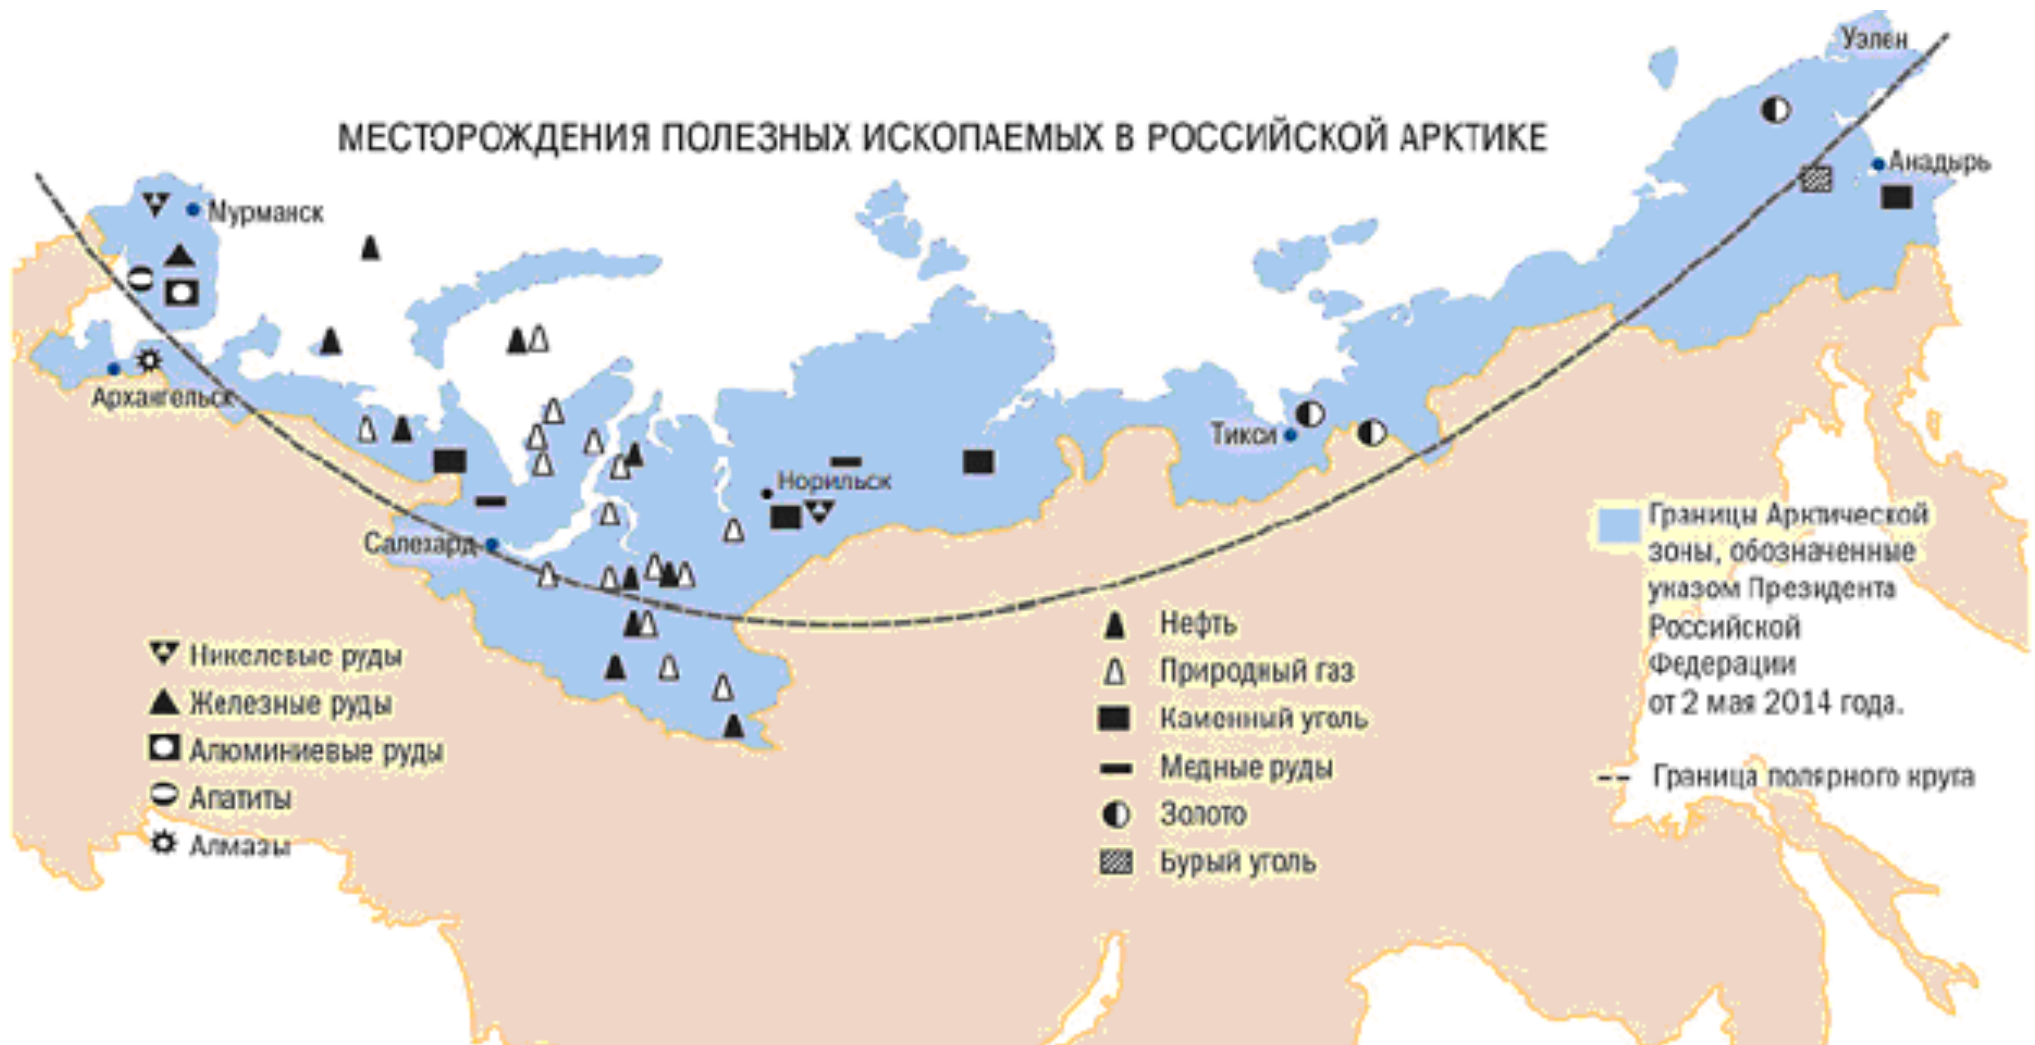 МЕСТОРОЖДЕНИЯ ПОЛЕЗНЫХ ИСКОПАЕМЫХ В РОССИЙСКОЙ АРКТИКЕ
Уэлен
Анадырь
Мурманск
Архангельск
Тикси
Норильск
Салехард
Никелевые руды
Железные руды
Алюминиевые руды
Апатиты
Алмазы
Нефть
Природный газ
Каменный уголь
Медные руды
Золото
Бурый уголь
Границы Арктической
зоны, обозначенные
указом Президента
Российской
Федерации
от 2 мая 2014 года.
Граница полярного круга